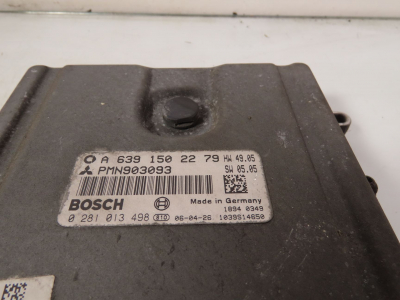 A 639 150 22 79 HW 49.05
PMN903093 SW 05.05
BOSCH Made in Germany
1894 0349
0 281 013 498 06-04-26 1039S14650